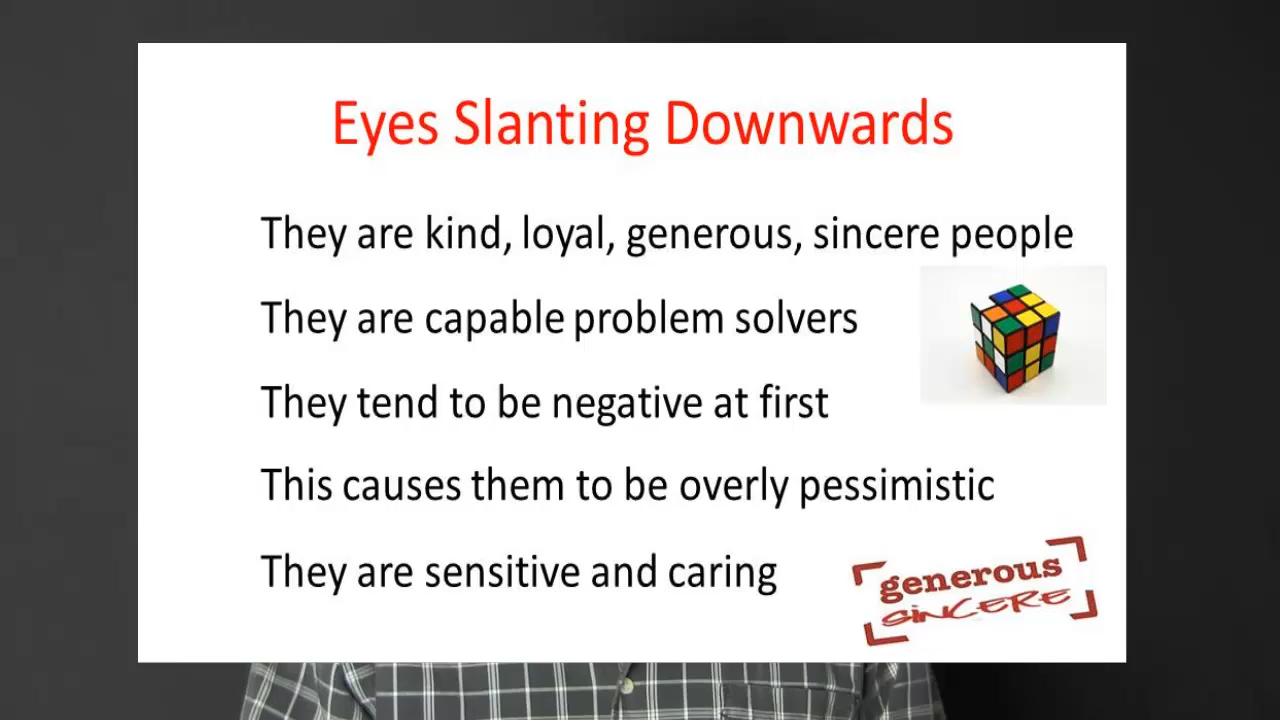 Eyes Slanting Downwards
They are kind, loyal, generous, sincere people
They are capable problem solvers
They tend to be negative at first
This causes them to be overly pessimistic
They are sensitive and caring
generous
SiNCERE